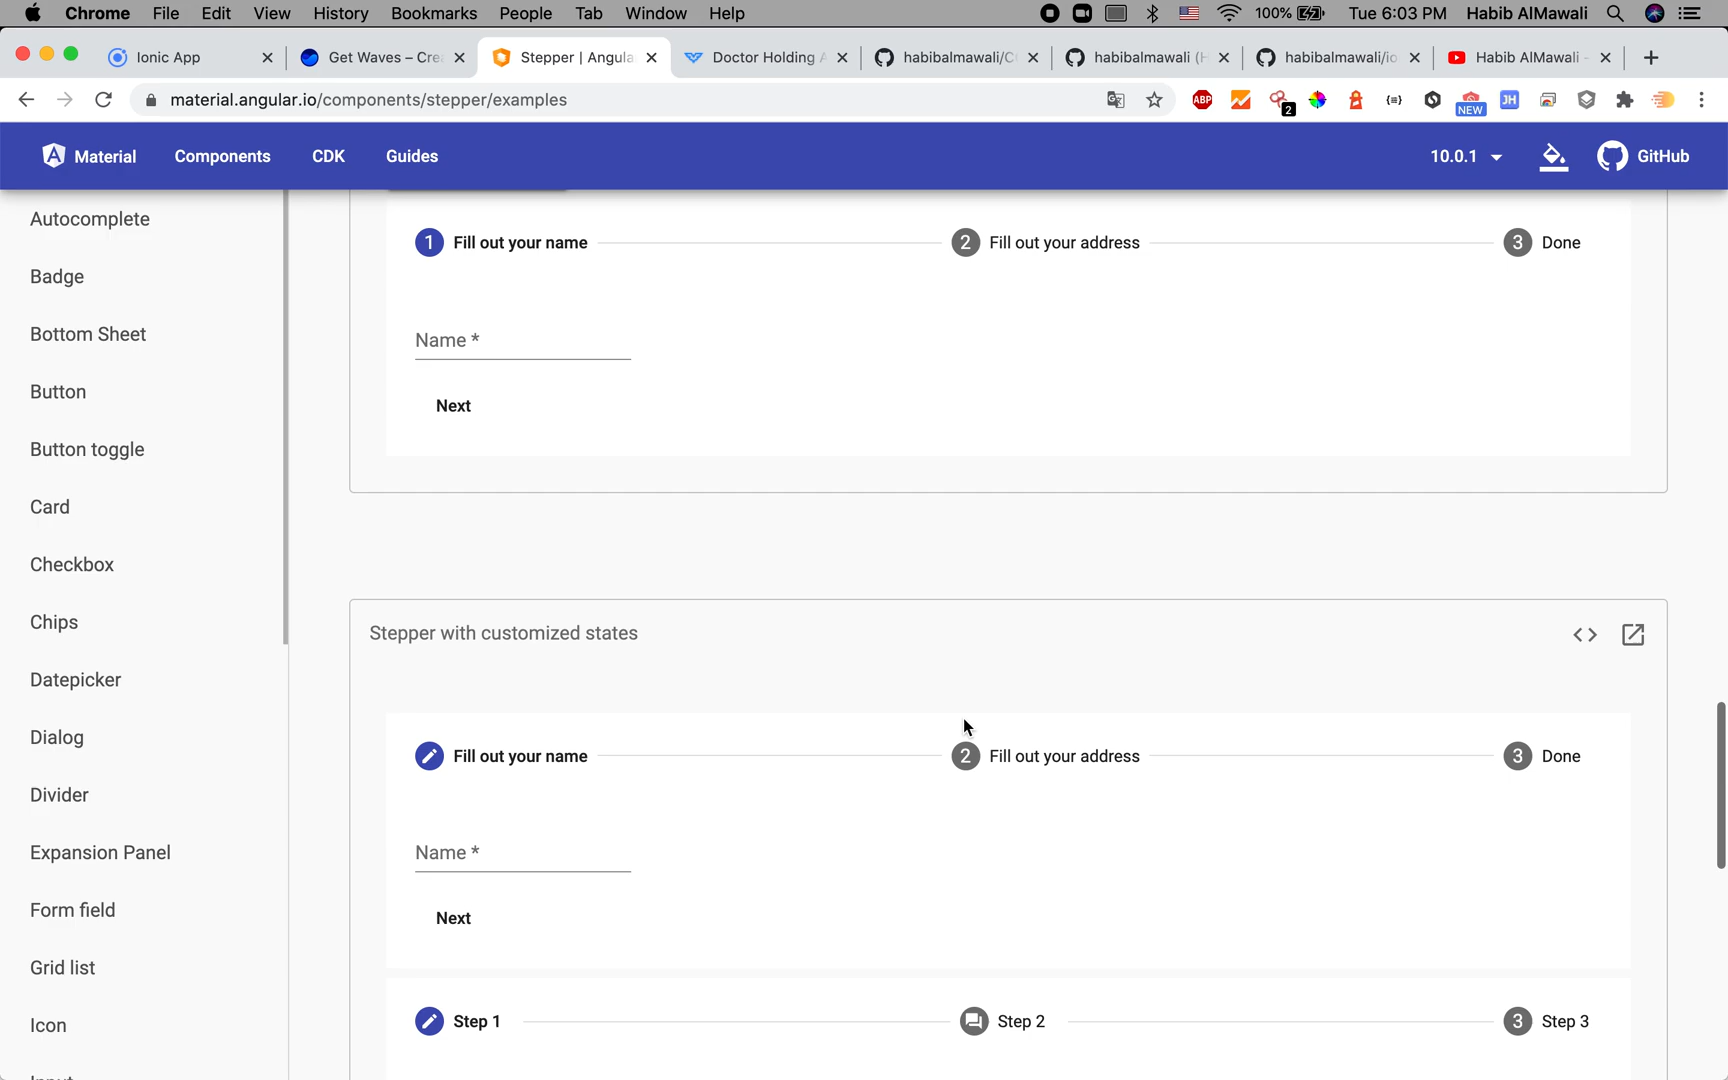 Chrome File Edit View History Bookmarks People Tab Window Help 100% Tue 6:03 PM Habib AlMawali
Ionic App Get Waves – Cre Stepper | Angula Doctor Holding habibalmawali/C habibalmawali ( habibalmawali/io Habib AlMawali -
material.angular.io/components/stepper/examples ABP 2 {≡} NEW JH
A Material Components CDK Guides 10.0.1 GitHub
Autocomplete
Badge
Bottom Sheet
Button
Button toggle
Card
Checkbox
Chips
Datepicker
Dialog
Divider
Expansion Panel
Form field
Grid list
Icon
1 Fill out your name 2 Fill out your address 3 Done
Name *
Next
Stepper with customized states <>
Fill out your name 2 Fill out your address 3 Done
Name *
Next
Step 1 Step 2 3 Step 3